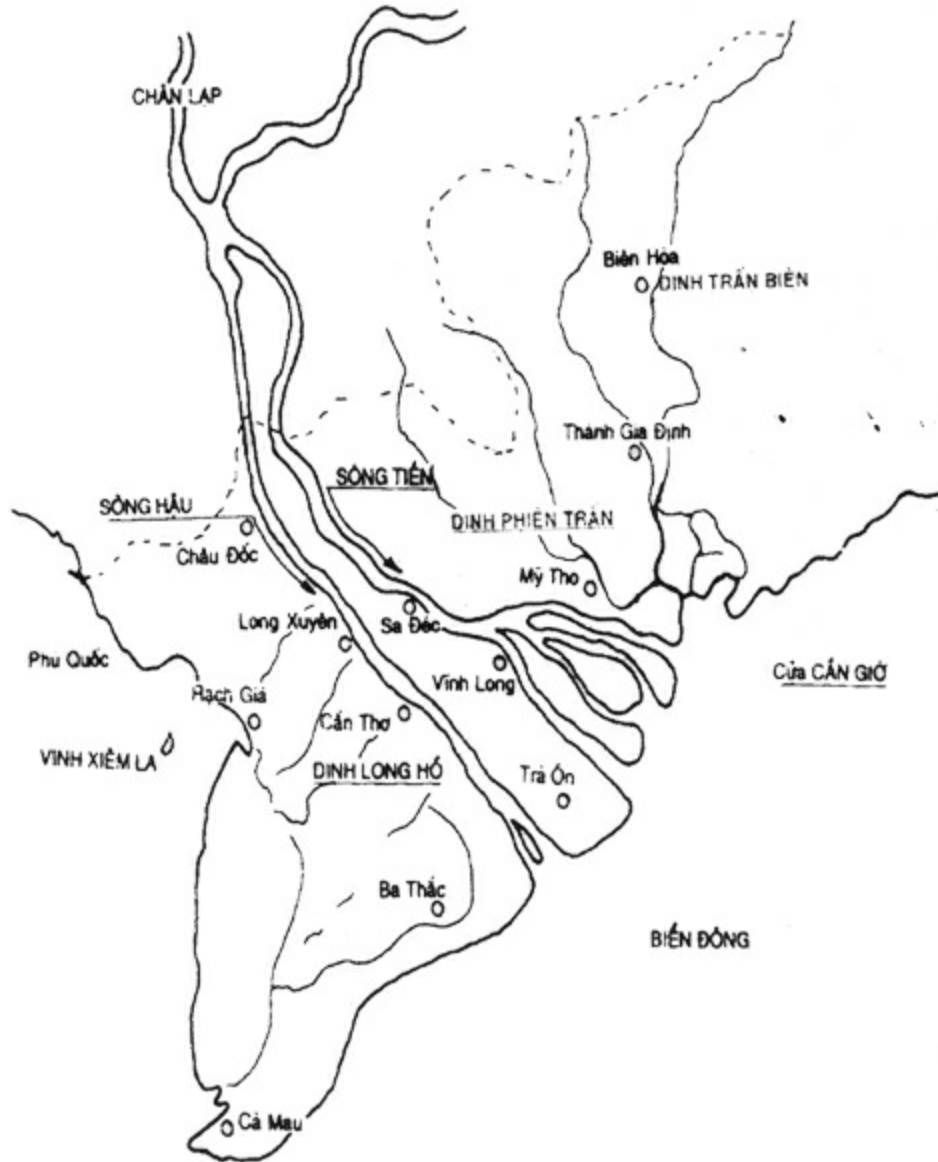 CHÂN LẠP
Biên Hòa
DINH TRẤN BIÊN
Thành Gia Định
SÔNG TIỀN
SÔNG HẬU
DINH PHIÊN TRẤN
Châu Đốc
Mỹ Tho
Long Xuyên
Sa Đéc
Phu Quốc
Vĩnh Long
Cửa CẦN GIỜ
Rạch Giá
Cần Thơ
VINH XIÊM LA
DINH LONG HỒ
Trà Ôn
Ba Thắc
BIỂN ĐÔNG
Cà Mau